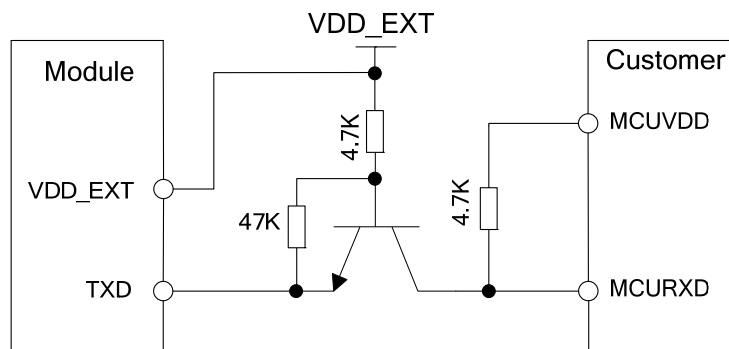 VDD_EXT
Module
Customer
4.7K
MCUVDD
VDD_EXT
47K
4.7K
TXD
MCURXD